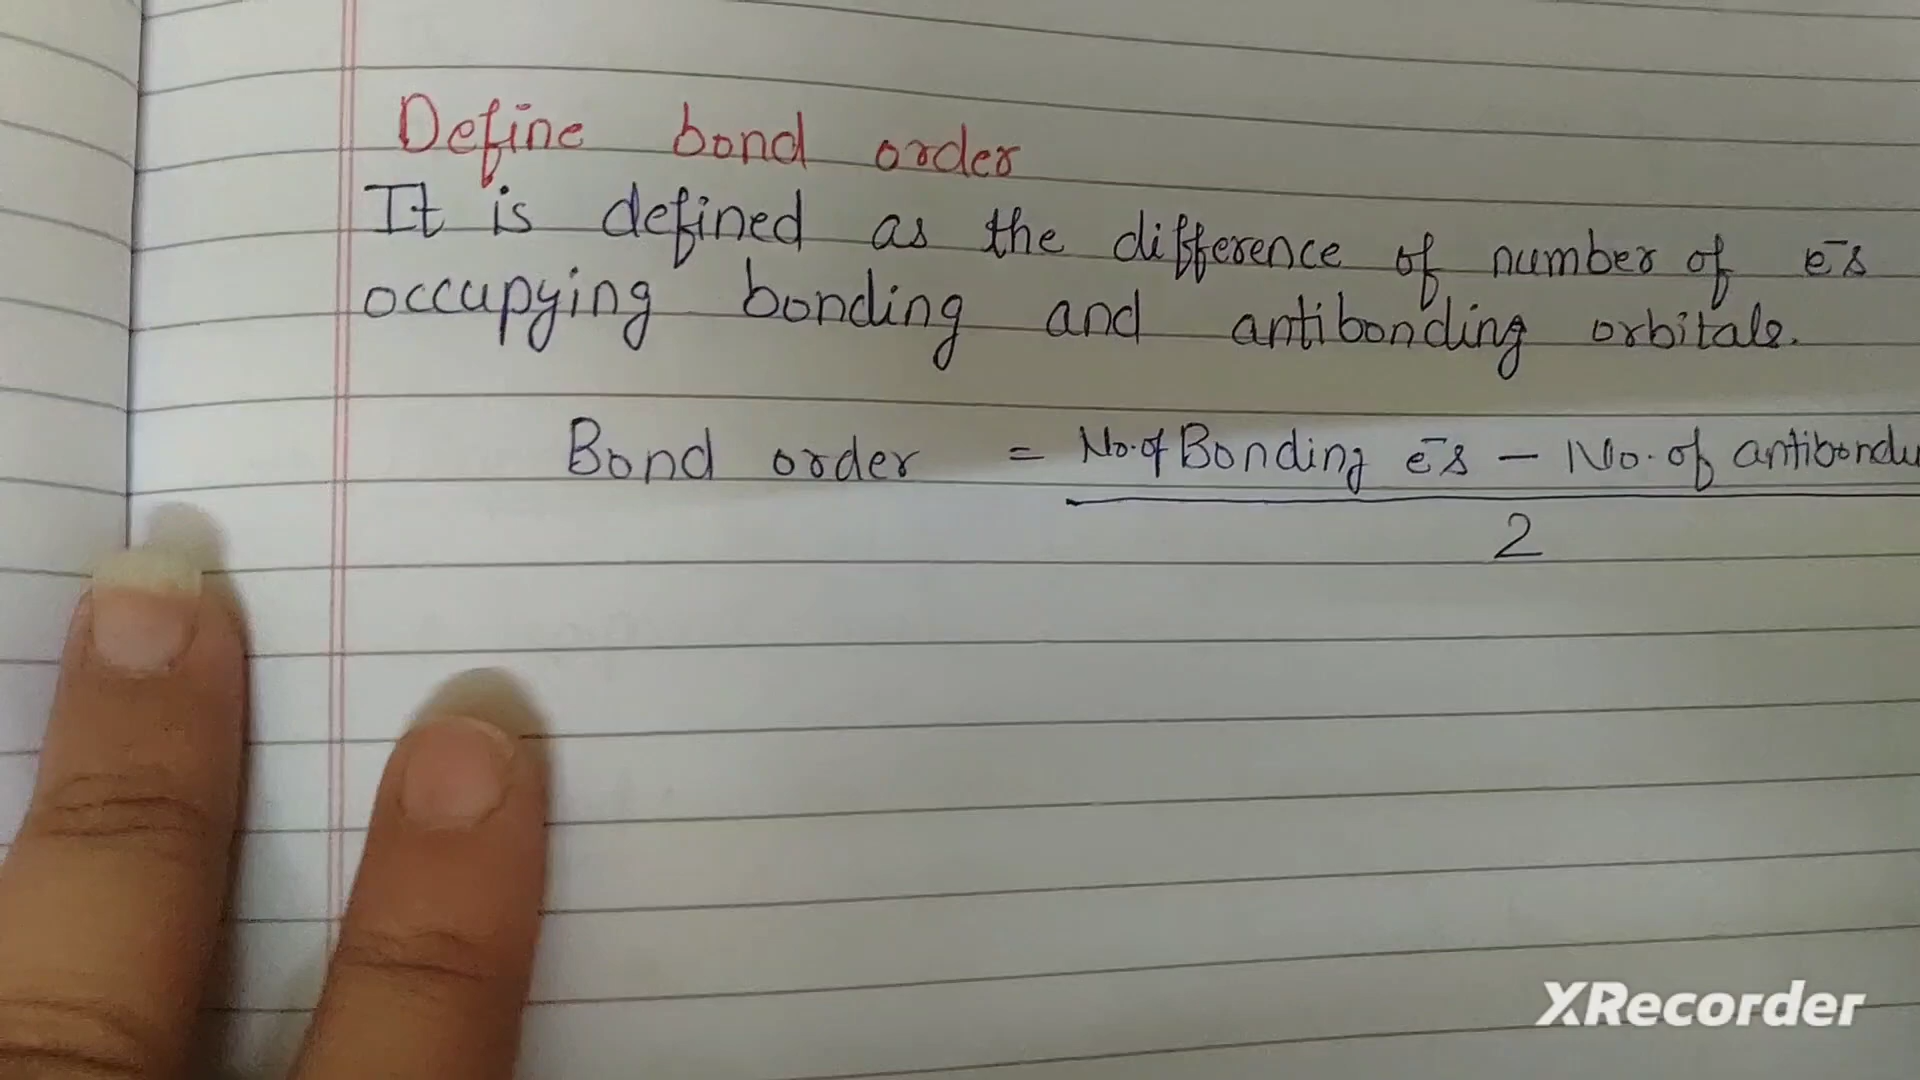 Define bond order
It is defined as the difference of number of e⁻s
occupying bonding and antibonding orbitals.
Bond order = No. of Bonding e⁻s - No. of antibondi
2
XRecorder